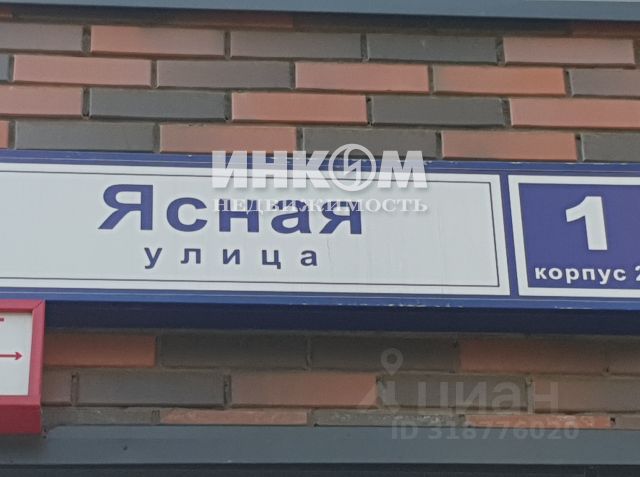 ИНКОМ
НЕДВИЖИМОСТЬ
Ясная
улица
1
корпус 2
циан
ID 318776020